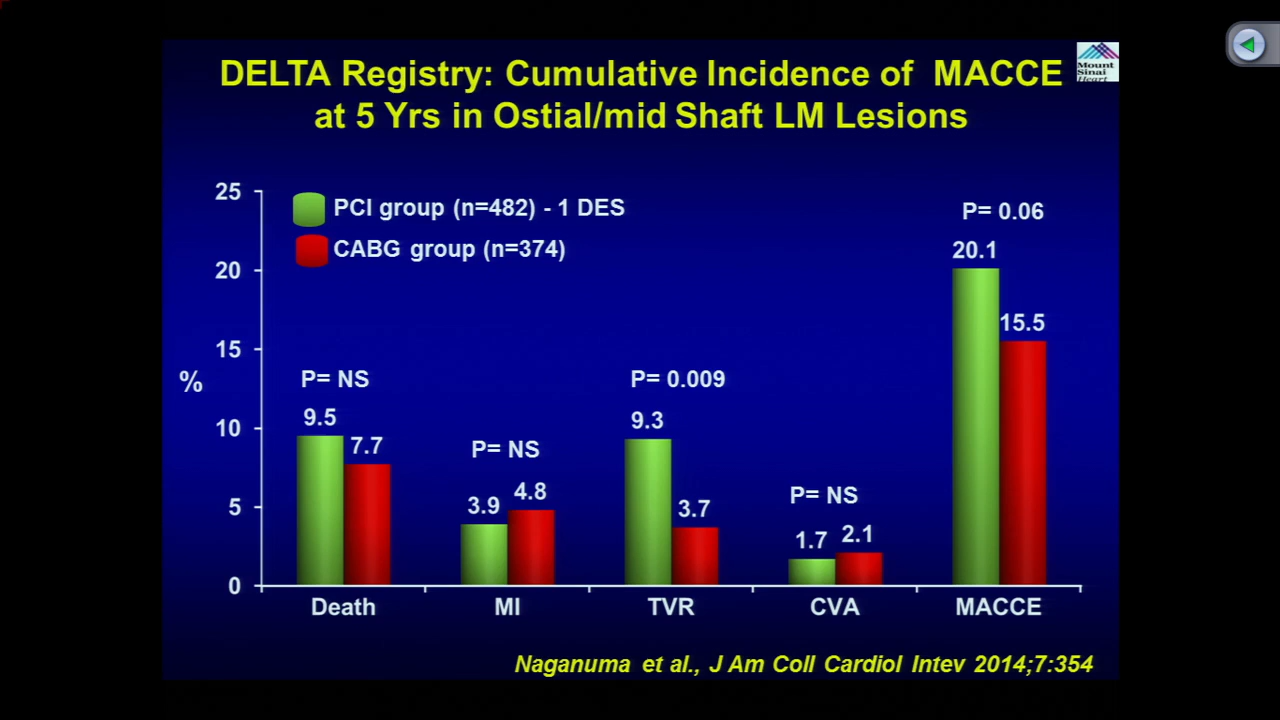 DELTA Registry: Cumulative Incidence of MACCE
at 5 Yrs in Ostial/mid Shaft LM Lesions
Mount
Sinai
Heart
25
20
15
10
5
0
%
PCI group (n=482) - 1 DES
CABG group (n=374)
P= NS
9.5
7.7
P= NS
3.9
4.8
P= 0.009
9.3
3.7
P= NS
1.7
2.1
P= 0.06
20.1
15.5
Death MI TVR CVA MACCE
Naganuma et al., J Am Coll Cardiol Intev 2014;7:354